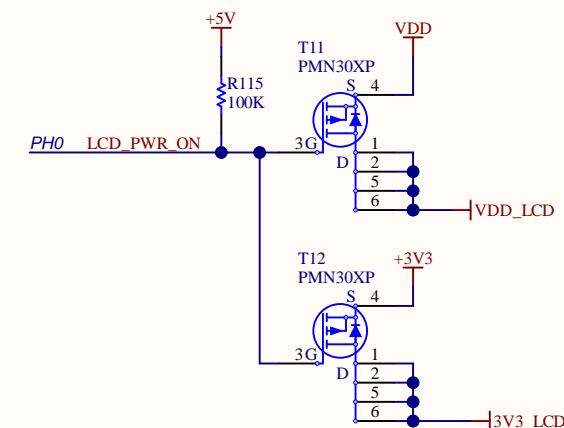 +5V
T11
PMN30XP
VDD
S 4
R115
100K
PH0 LCD_PWR_ON
3 G
1
D 2
5
6
VDD_LCD
T12
PMN30XP
+3V3
S 4
3 G
1
D 2
5
6
3V3_LCD